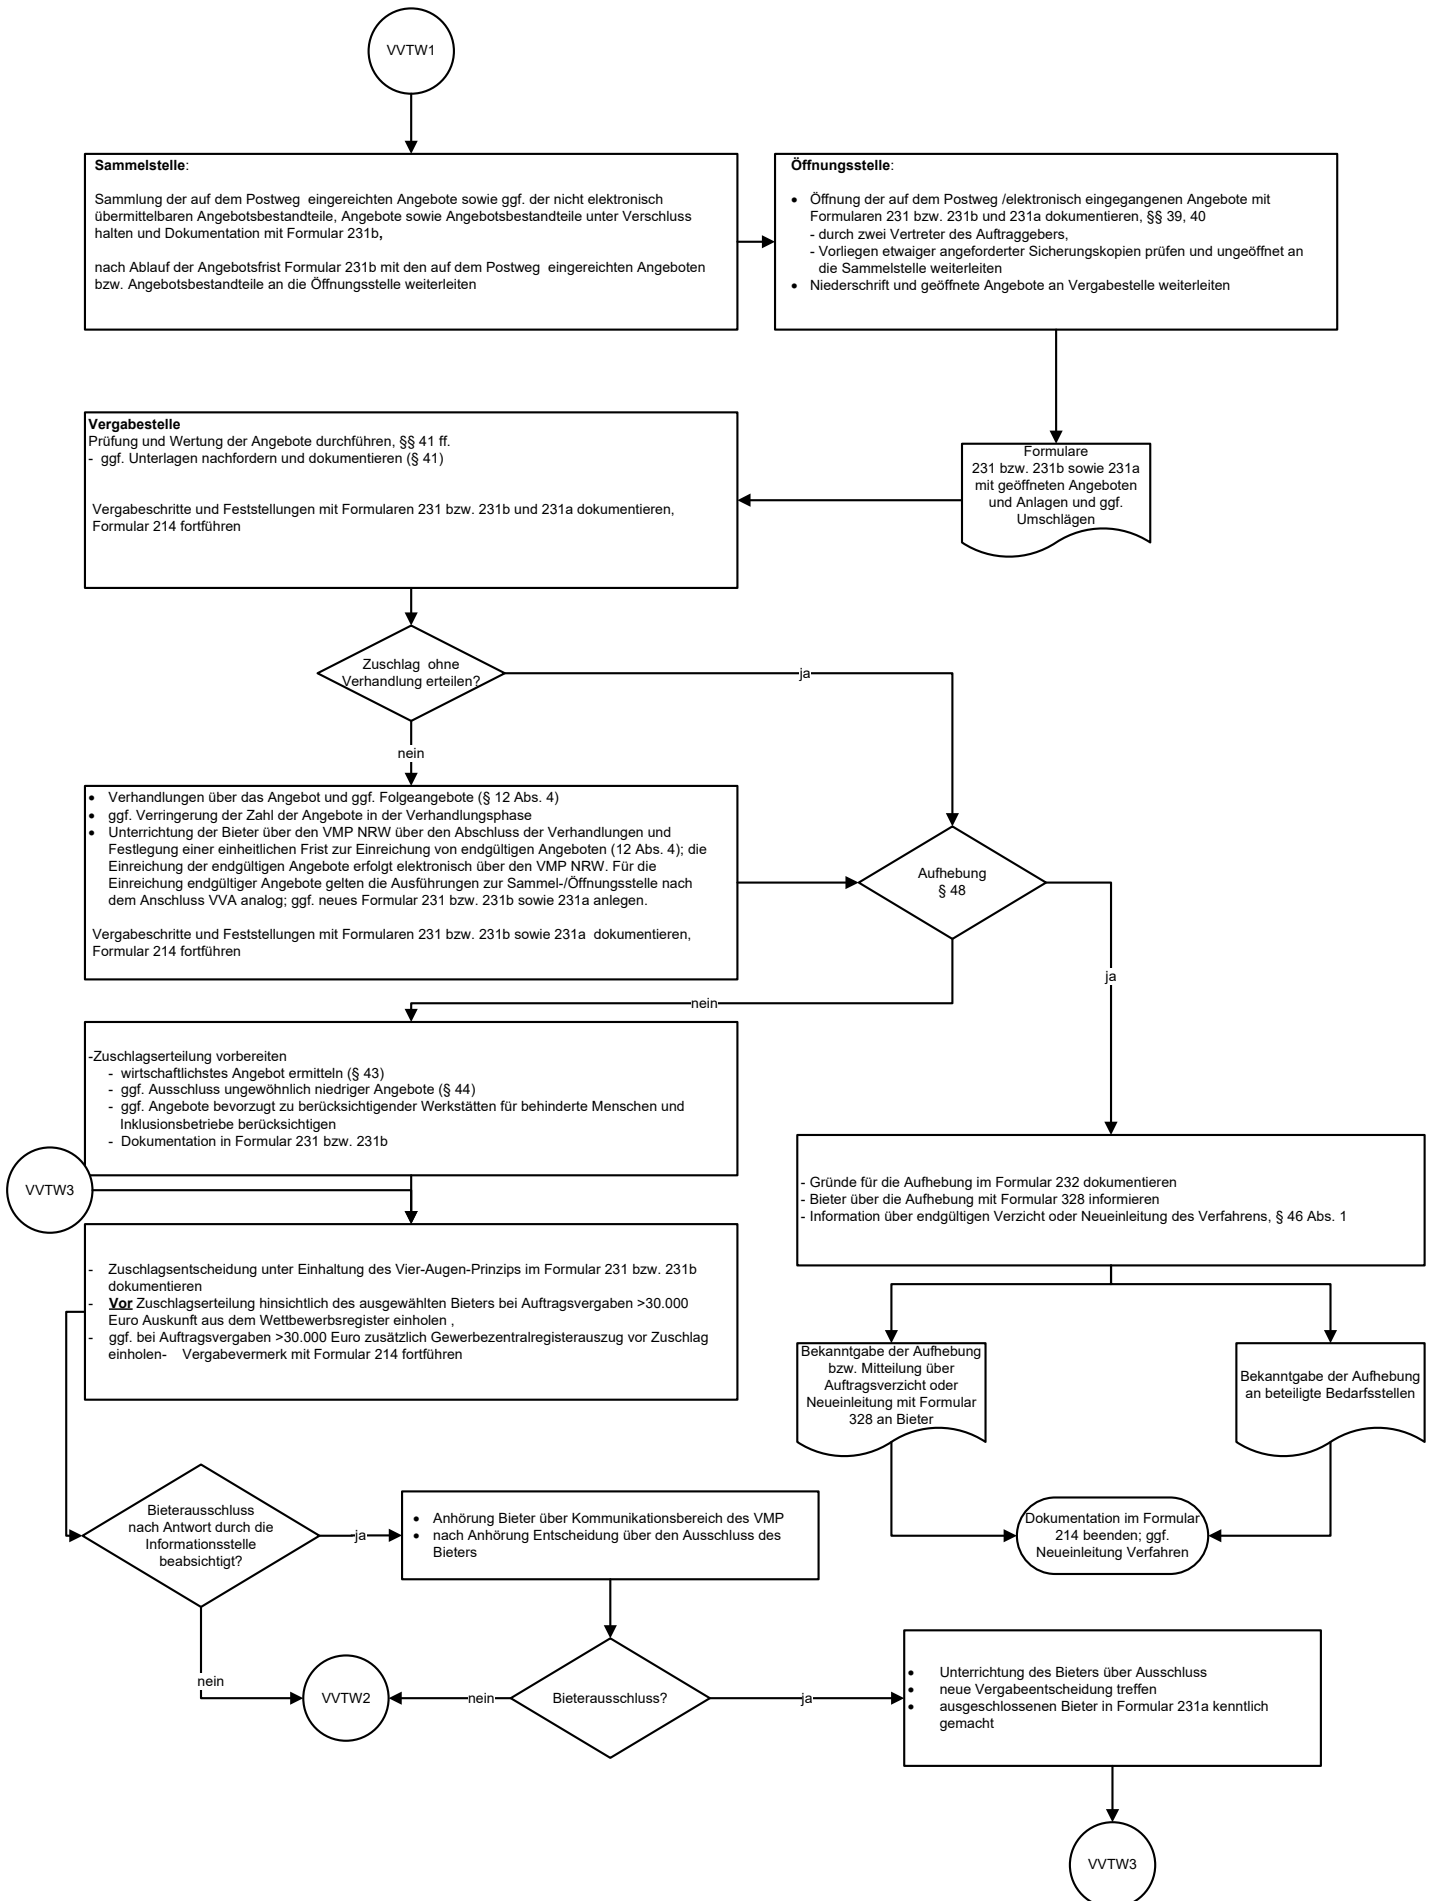 VVTW1
Sammelstelle:
Sammlung der auf dem Postweg eingereichten Angebote sowie ggf. der nicht elektronisch
übermittelbaren Angebotsbestandteile, Angebote sowie Angebotsbestandteile unter Verschluss
halten und Dokumentation mit Formular 231b,
nach Ablauf der Angebotsfrist Formular 231b mit den auf dem Postweg eingereichten Angeboten
bzw. Angebotsbestandteile an die Öffnungsstelle weiterleiten
Öffnungsstelle:
• Öffnung der auf dem Postweg /elektronisch eingegangenen Angebote mit
Formularen 231 bzw. 231b und 231a dokumentieren, §§ 39, 40
- durch zwei Vertreter des Auftraggebers,
- Vorliegen etwaiger angeforderter Sicherungskopien prüfen und ungeöffnet an
die Sammelstelle weiterleiten
• Niederschrift und geöffnete Angebote an Vergabestelle weiterleiten
Vergabestelle
Prüfung und Wertung der Angebote durchführen, §§ 41 ff.
- ggf. Unterlagen nachfordern und dokumentieren (§ 41)
Vergabeschritte und Feststellungen mit Formularen 231 bzw. 231b und 231a dokumentieren,
Formular 214 fortführen
Formulare
231 bzw. 231b sowie 231a
mit geöffneten Angeboten
und Anlagen und ggf.
Umschlägen
Zuschlag ohne
Verhandlung erteilen?
ja
nein
• Verhandlungen über das Angebot und ggf. Folgeangebote (§ 12 Abs. 4)
• ggf. Verringerung der Zahl der Angebote in der Verhandlungsphase
• Unterrichtung der Bieter über den VMP NRW über den Abschluss der Verhandlungen und
Festlegung einer einheitlichen Frist zur Einreichung von endgültigen Angeboten (12 Abs. 4); die
Einreichung der endgültigen Angebote erfolgt elektronisch über den VMP NRW. Für die
Einreichung endgültiger Angebote gelten die Ausführungen zur Sammel-/Öffnungsstelle nach
dem Anschluss VVA analog; ggf. neues Formular 231 bzw. 231b sowie 231a anlegen.
Vergabeschritte und Feststellungen mit Formularen 231 bzw. 231b sowie 231a dokumentieren,
Formular 214 fortführen
Aufhebung
§ 48
ja
nein
-Zuschlagserteilung vorbereiten
- wirtschaftlichstes Angebot ermitteln (§ 43)
- ggf. Ausschluss ungewöhnlich niedriger Angebote (§ 44)
- ggf. Angebote bevorzugt zu berücksichtigender Werkstätten für behinderte Menschen und
Inklusionsbetriebe berücksichtigen
- Dokumentation in Formular 231 bzw. 231b
VVTW3
- Gründe für die Aufhebung im Formular 232 dokumentieren
- Bieter über die Aufhebung mit Formular 328 informieren
- Information über endgültigen Verzicht oder Neueinleitung des Verfahrens, § 46 Abs. 1
- Zuschlagsentscheidung unter Einhaltung des Vier-Augen-Prinzips im Formular 231 bzw. 231b
dokumentieren
- Vor Zuschlagserteilung hinsichtlich des ausgewählten Bieters bei Auftragsvergaben >30.000
Euro Auskunft aus dem Wettbewerbsregister einholen ,
- ggf. bei Auftragsvergaben >30.000 Euro zusätzlich Gewerbezentralregisterauszug vor Zuschlag
einholen- Vergabevermerk mit Formular 214 fortführen
Bekanntgabe der Aufhebung
bzw. Mitteilung über
Auftragsverzicht oder
Neueinleitung mit Formular
328 an Bieter
Bekanntgabe der Aufhebung
an beteiligte Bedarfsstellen
Bieterausschluss
nach Antwort durch die
Informationsstelle
beabsichtigt?
ja
• Anhörung Bieter über Kommunikationsbereich des VMP
• nach Anhörung Entscheidung über den Ausschluss des
Bieters
Dokumentation im Formular
214 beenden; ggf.
Neueinleitung Verfahren
nein
VVTW2
nein
Bieterausschluss?
ja
• Unterrichtung des Bieters über Ausschluss
• neue Vergabeentscheidung treffen
• ausgeschlossenen Bieter in Formular 231a kenntlich
gemacht
VVTW3